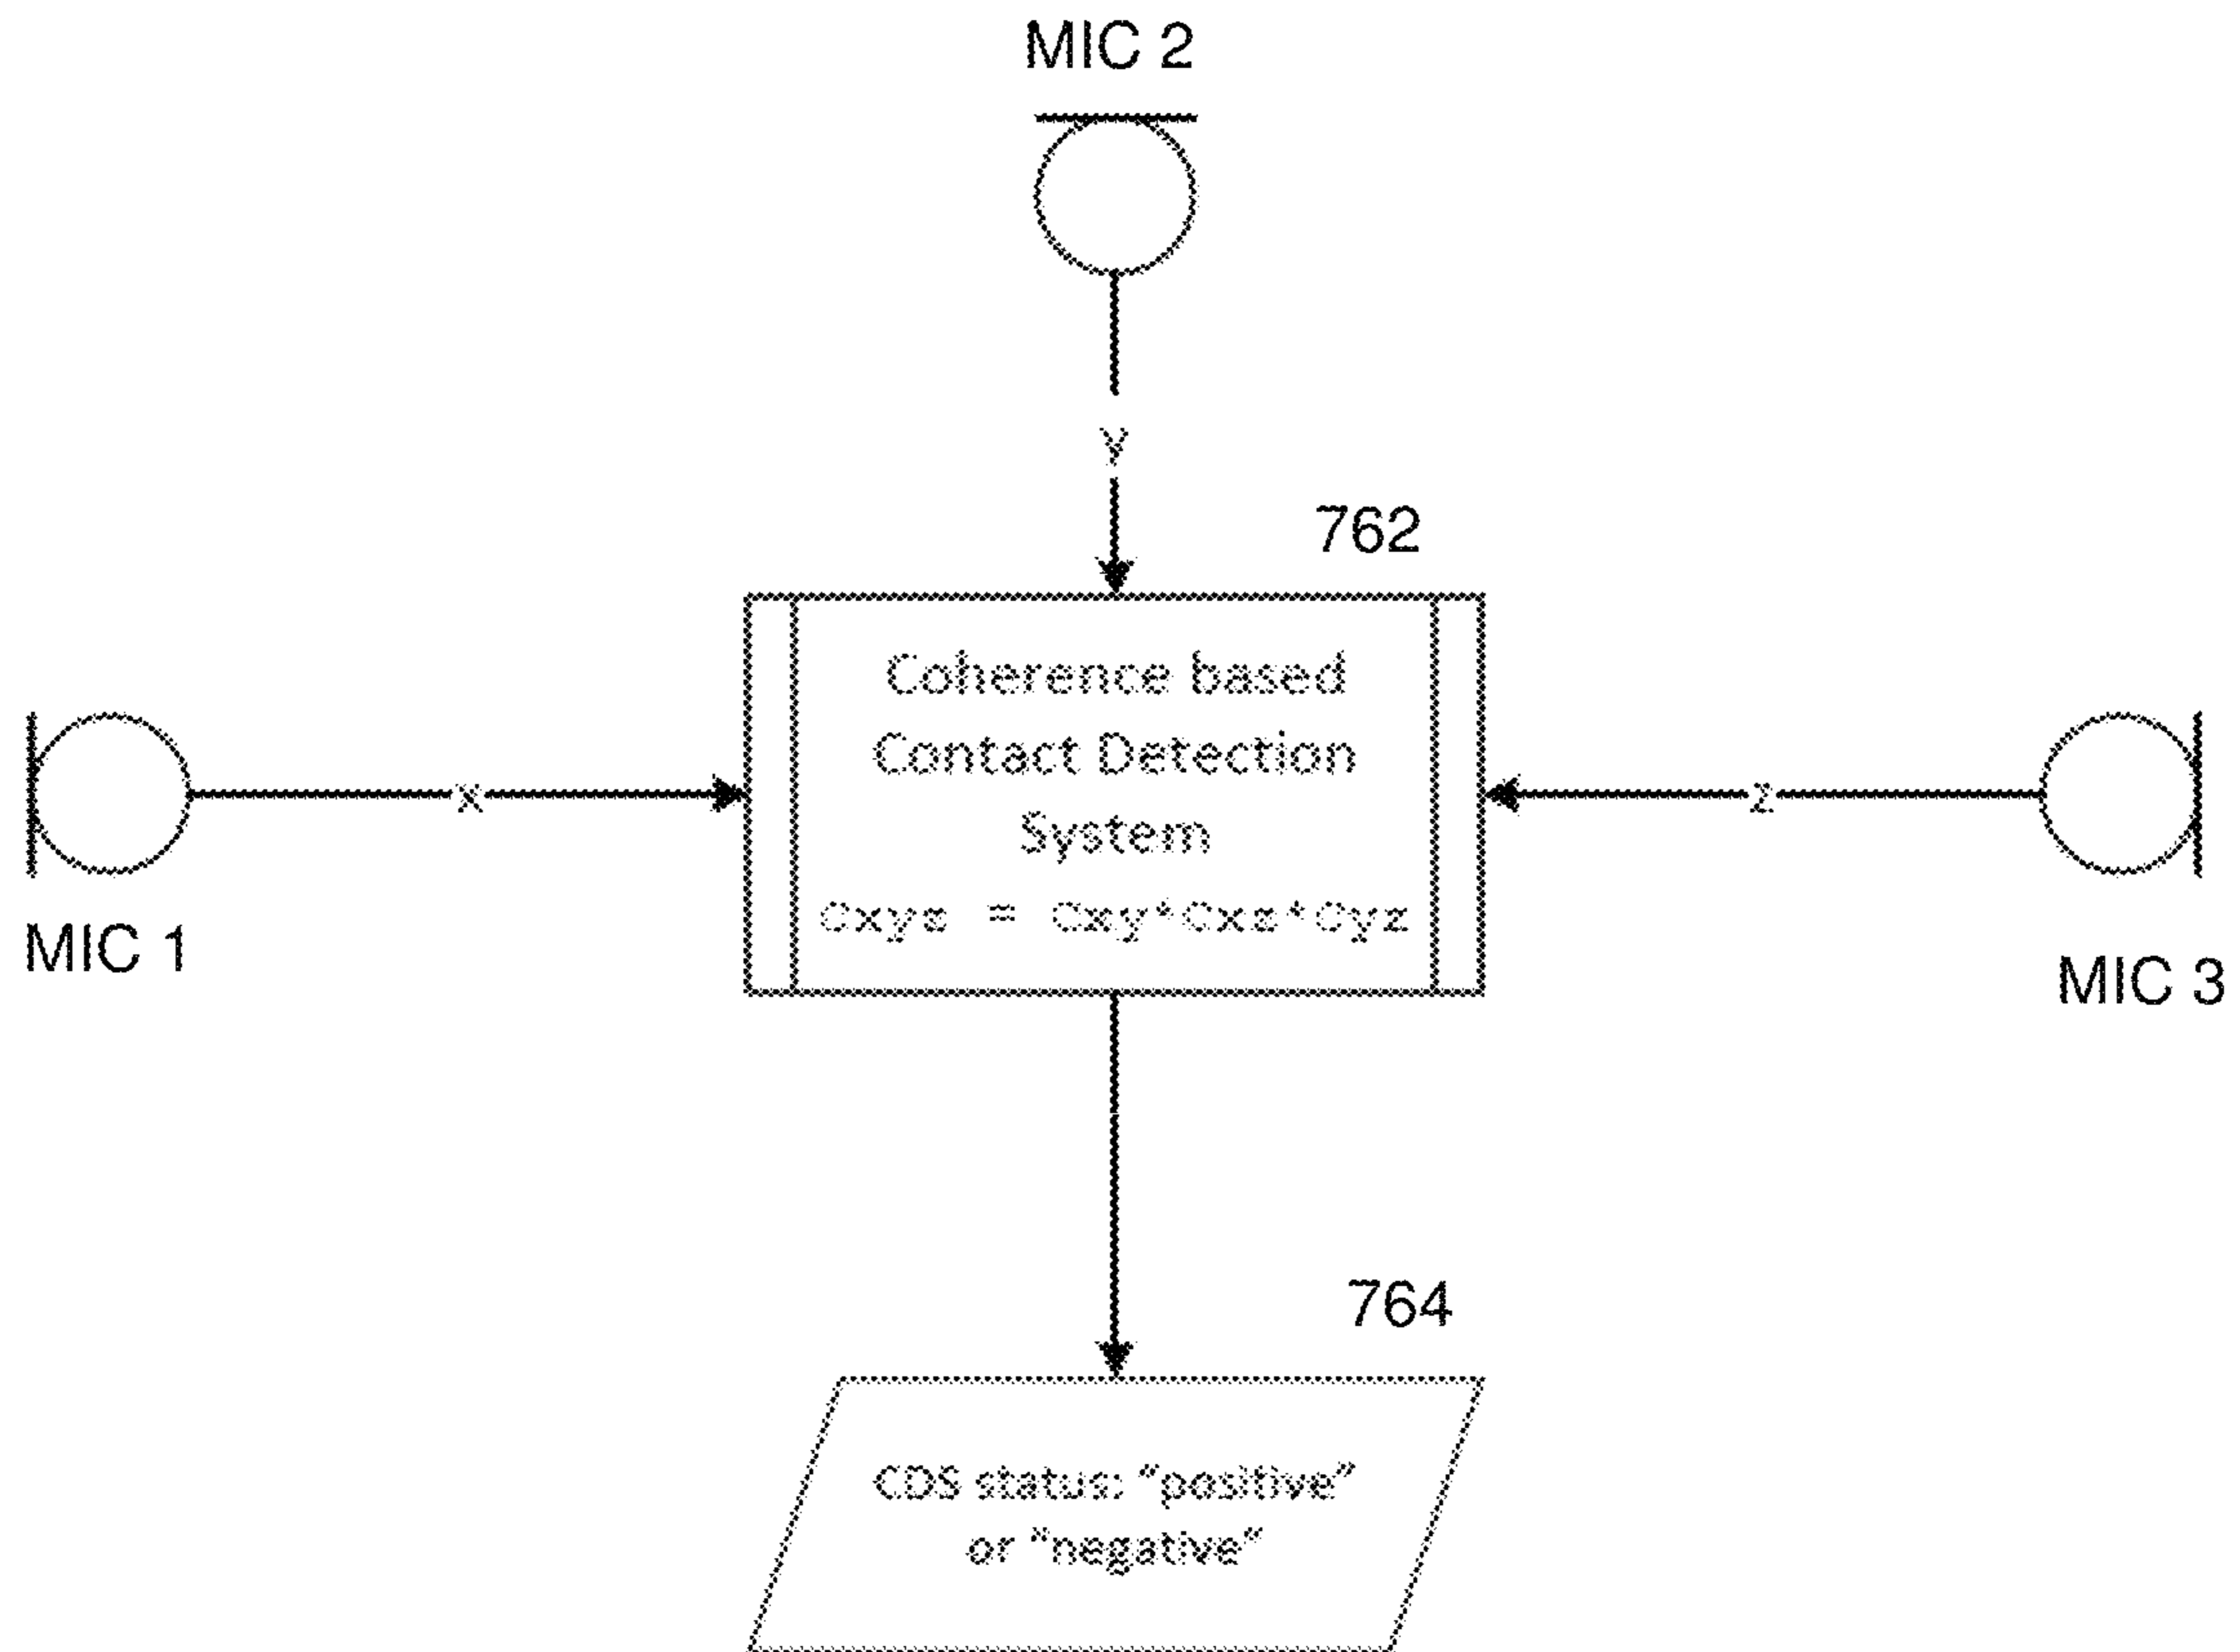 MIC 2
y
762
Coherence based
Contact Detection
System
Cxyz = Cxy*Cxz*Cyz
x
z
MIC 1
MIC 3
764
CDS status: "positive"
or "negative"